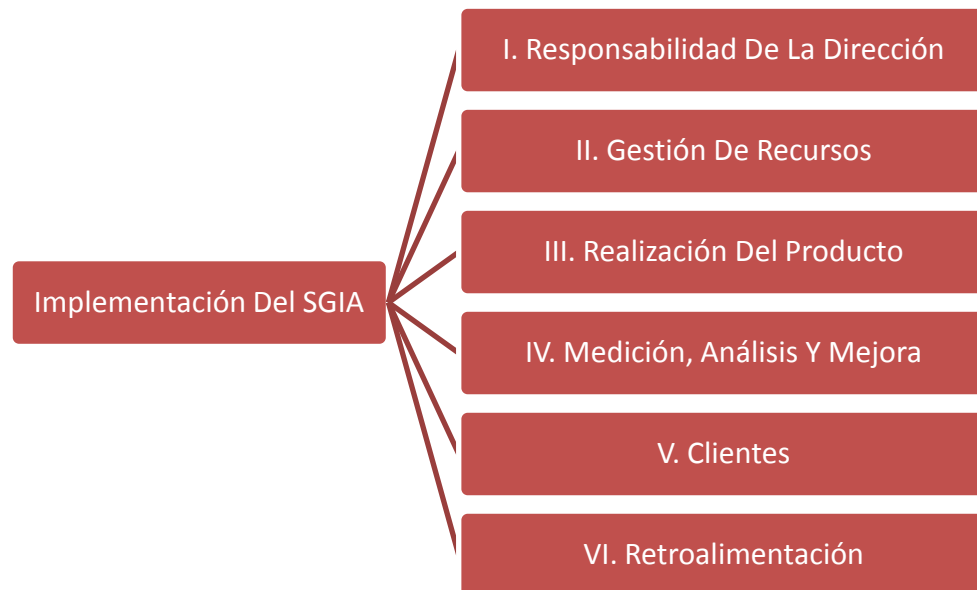 I. Responsabilidad De La Dirección
II. Gestión De Recursos
III. Realización Del Producto
Implementación Del SGIA
IV. Medición, Análisis Y Mejora
V. Clientes
VI. Retroalimentación